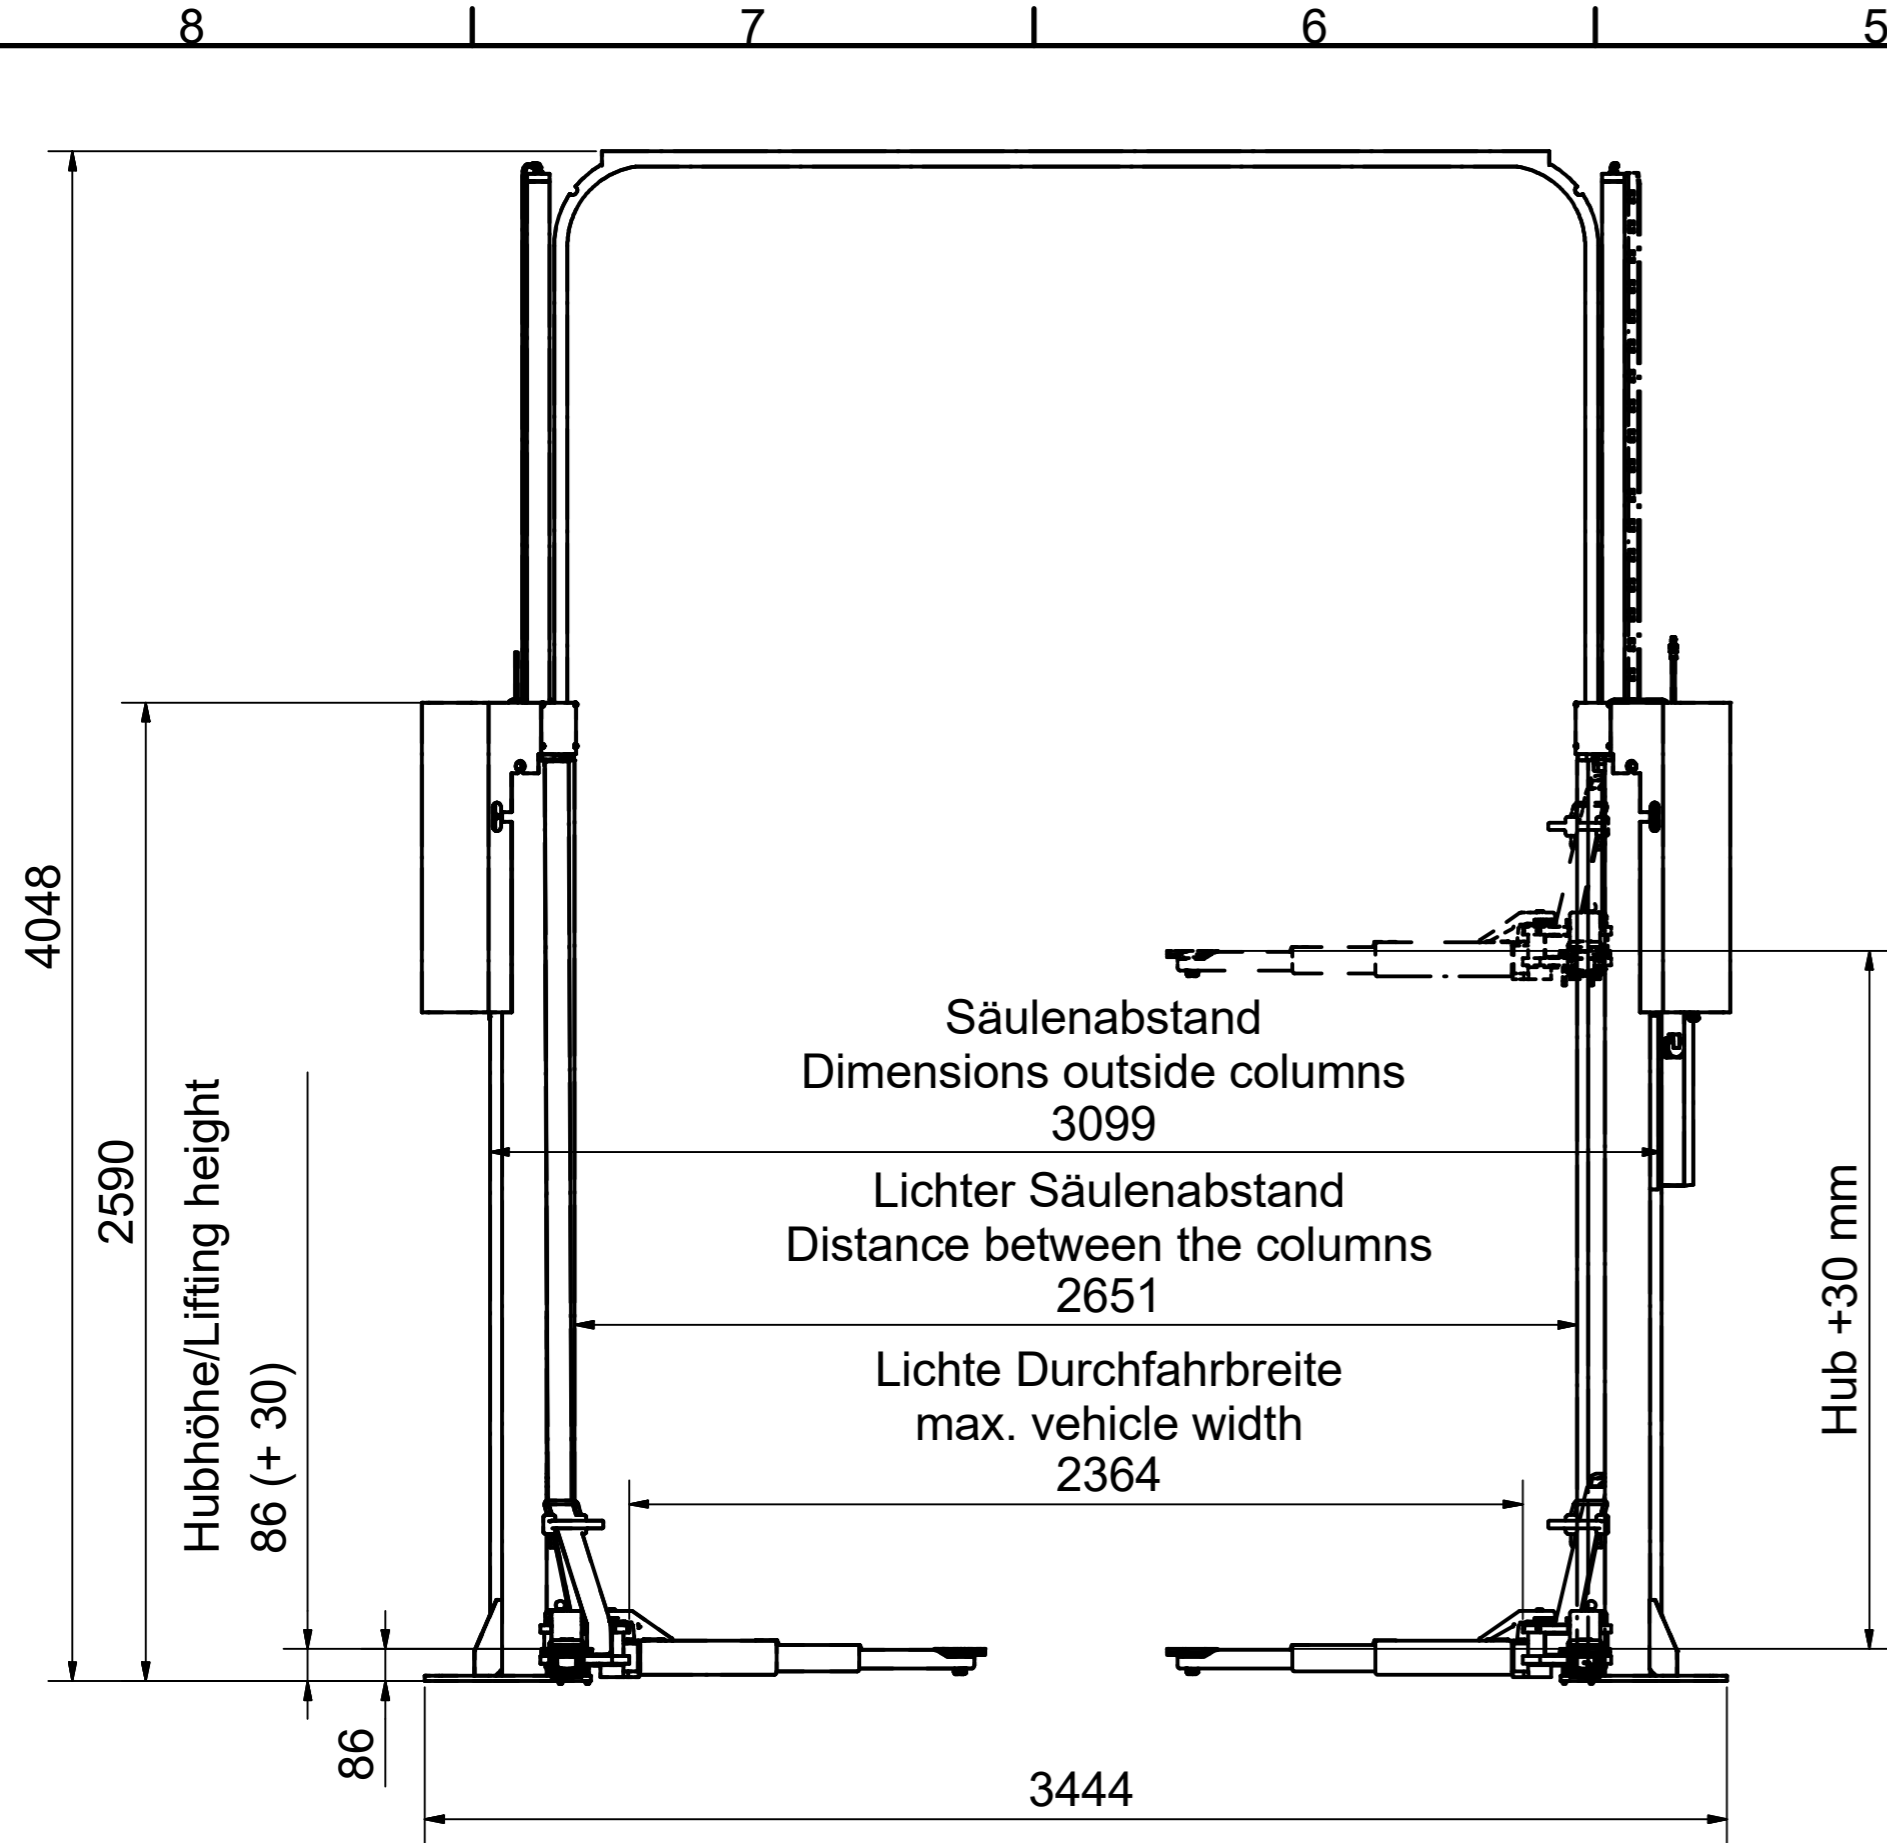 8
7
6
5
4048
2590
Hubhöhe/Lifting height
86 (+ 30)
86
Säulenabstand
Dimensions outside columns
3099
Lichter Säulenabstand
Distance between the columns
2651
Lichte Durchfahrbreite
max. vehicle width
2364
Hub +30 mm
3444